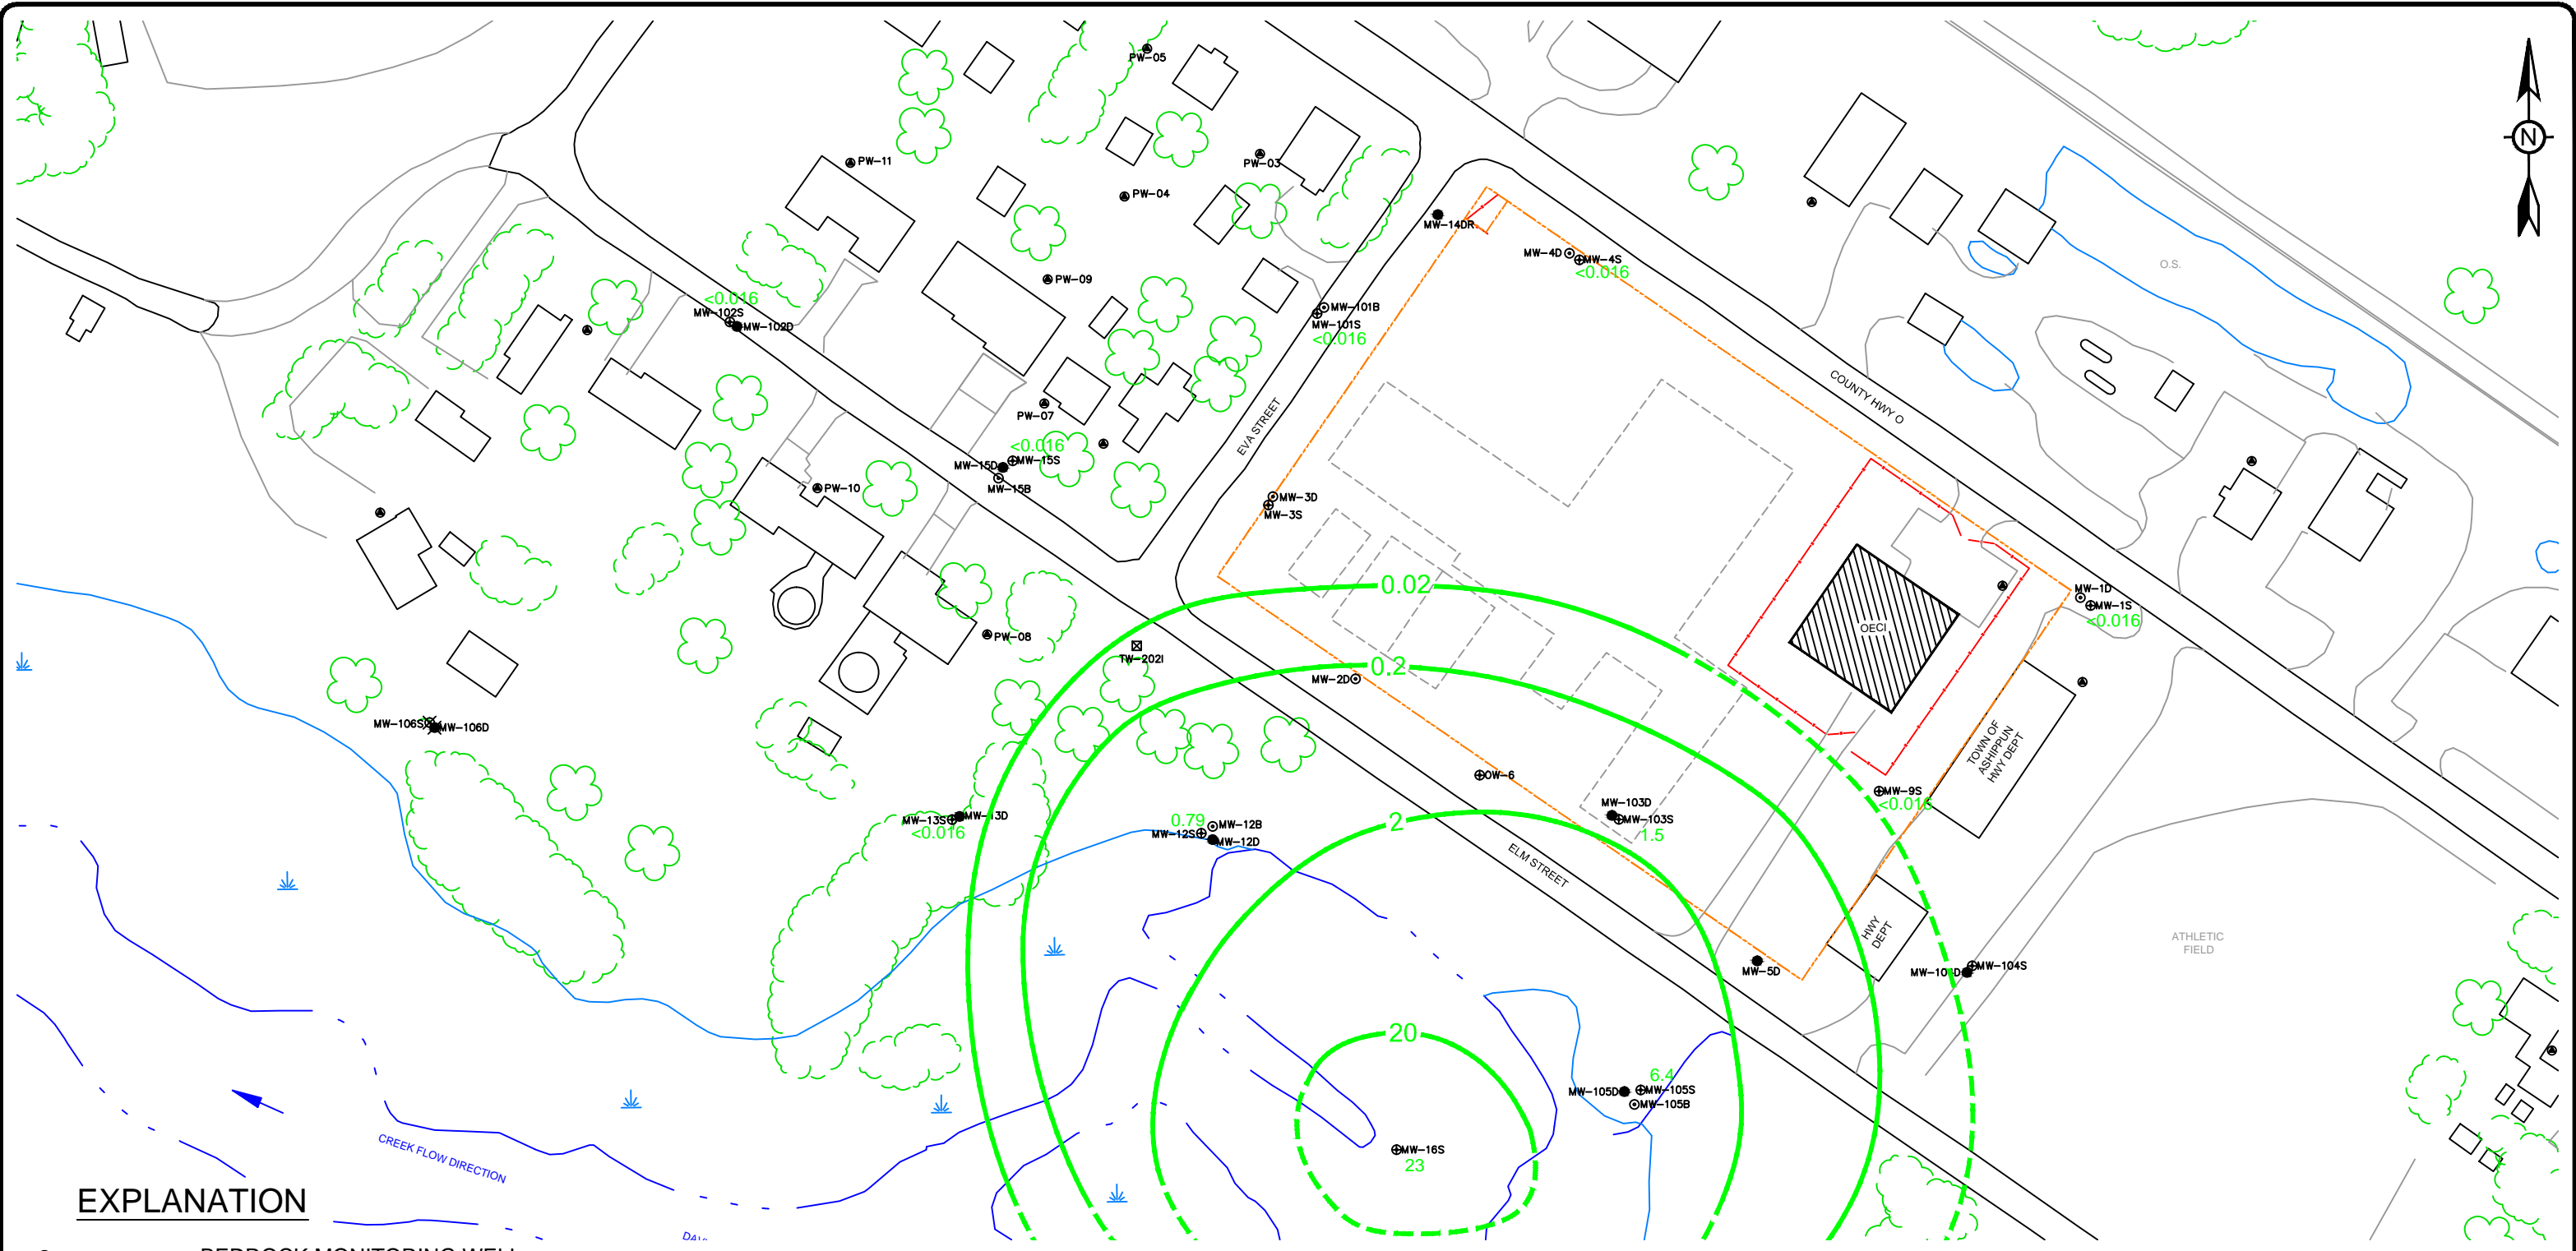 PW-05
N
PW-11
PW-03
PW-04
MW-14DR
MW-4D
MW-4S
<0.016
O.S.
PW-09
<0.016
MW-102S
MW-102D
MW-101B
MW-101S
<0.016
COUNTY HWY O
PW-07
EVA STREET
<0.016
MW-15D
MW-15S
MW-15B
PW-10
MW-3D
MW-3S
0.02
MW-1D
MW-1S
<0.016
OECI
PW-08
TW-202I
0.2
MW-2D
MW-106S
MW-106D
TOWN OF
ASHIPPUN
HWY DEPT
OW-6
MW-9S
<0.016
MW-103D
MW-103S
1.5
MW-13S
MW-13D
<0.016
0.79
MW-12B
MW-12S
MW-12D
2
ELM STREET
HWY
DEPT
ATHLETIC
FIELD
MW-5D
MW-104S
20
6.4
MW-105D
MW-105S
MW-105B
MW-16S
23
CREEK FLOW DIRECTION
EXPLANATION
BEDROCK MONITORING WELL